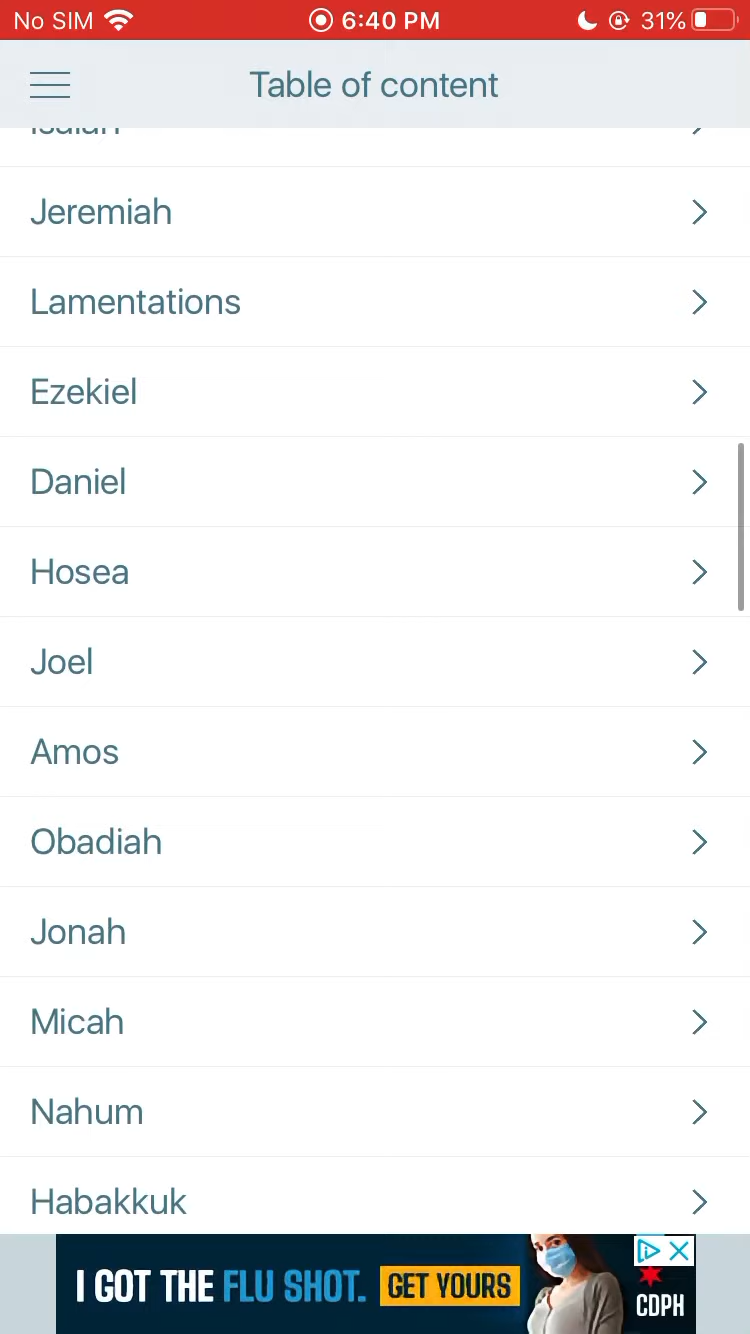 No SIM 6:40 PM 31%
Table of content
Isaiah
Jeremiah
Lamentations
Ezekiel
Daniel
Hosea
Joel
Amos
Obadiah
Jonah
Micah
Nahum
Habakkuk
I GOT THE FLU SHOT. GET YOURS
CDPH